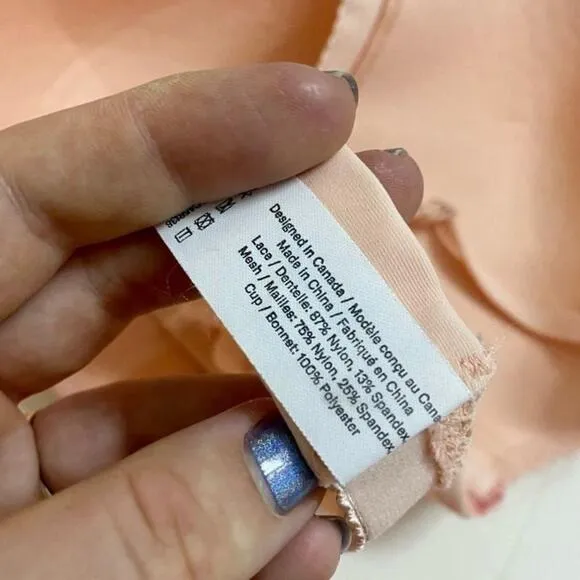 Designed in Canada / Modèle conçu au Cana
Made in China / Fabriqué en China
Lace / Dentelle: 87% Nylon, 13% Spandex
Mesh / Mailles: 75% Nylon, 25% Spandex
Cup / Bonnet: 100% Polyester